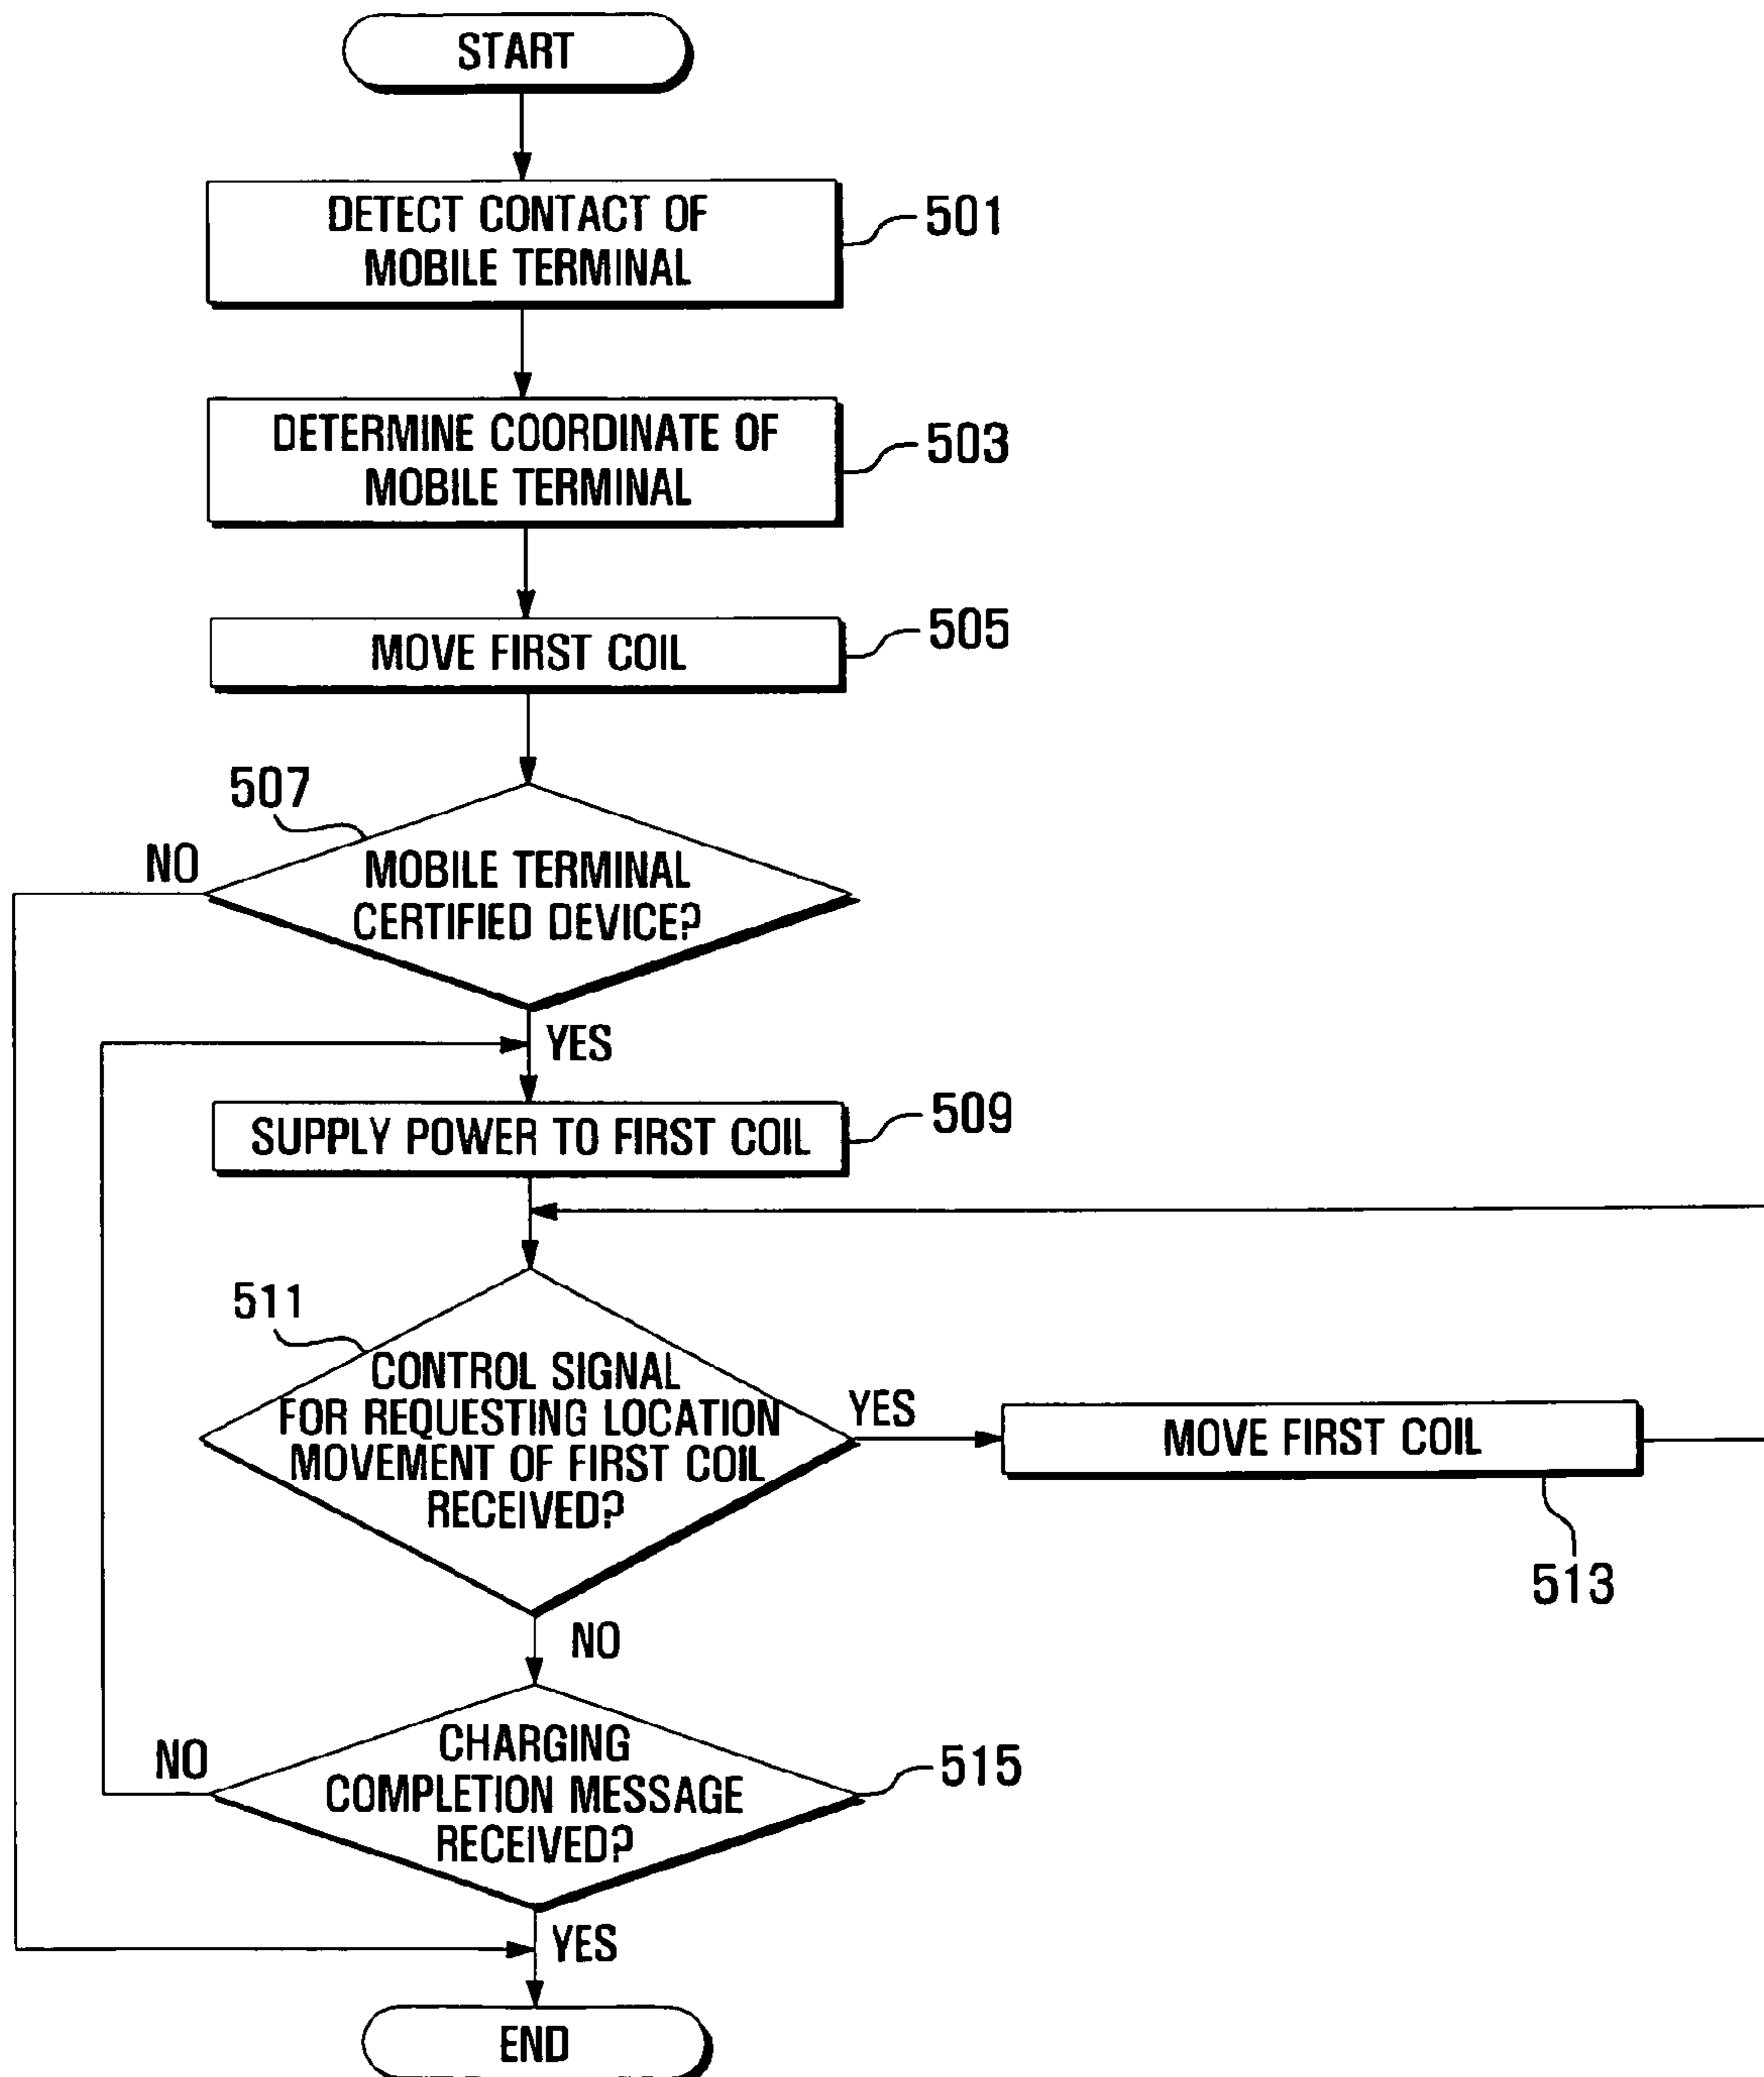 START
DETECT CONTACT OF
MOBILE TERMINAL
501
DETERMINE COORDINATE OF
MOBILE TERMINAL
503
MOVE FIRST COIL
505
507
NO
MOBILE TERMINAL
CERTIFIED DEVICE?
YES
SUPPLY POWER TO FIRST COIL
509
511
CONTROL SIGNAL
FOR REQUESTING LOCATION
MOVEMENT OF FIRST COIL
RECEIVED?
YES
MOVE FIRST COIL
513
NO
NO
CHARGING
COMPLETION MESSAGE
RECEIVED?
515
YES
END